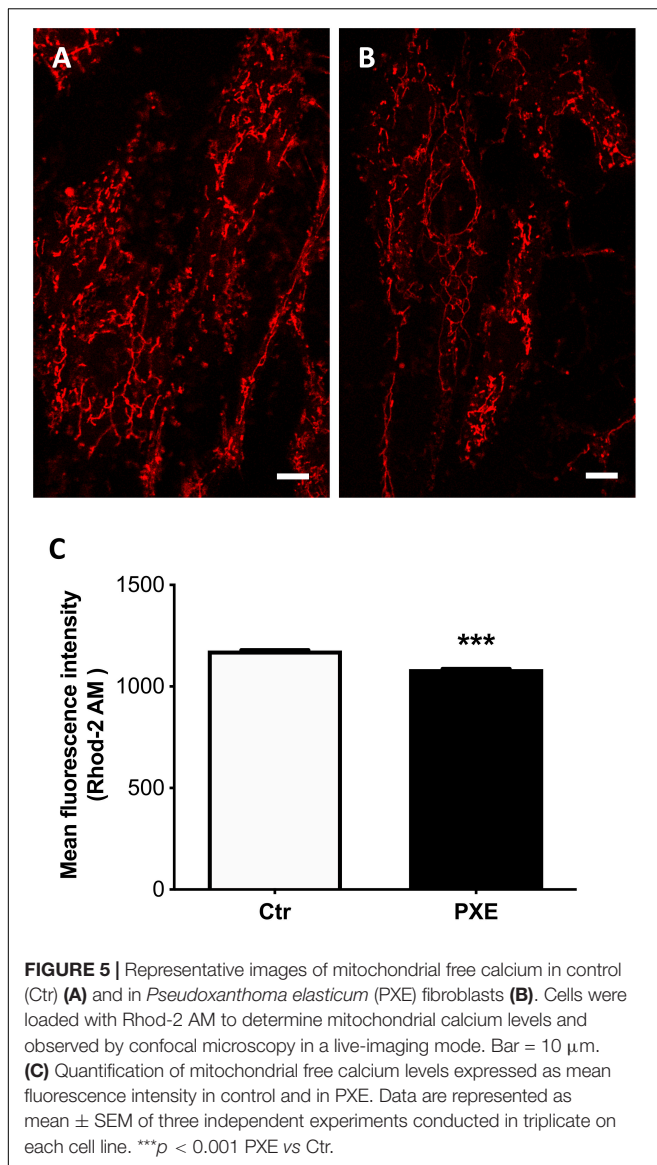 A
B
C
1500
1000
500
0
Mean fluorescence intensity
(Rhod-2 AM )
***
Ctr
PXE
FIGURE 5 | Representative images of mitochondrial free calcium in control
(Ctr) (A) and in Pseudoxanthoma elasticum (PXE) fibroblasts (B). Cells were
loaded with Rhod-2 AM to determine mitochondrial calcium levels and
observed by confocal microscopy in a live-imaging mode. Bar = 10 μm.
(C) Quantification of mitochondrial free calcium levels expressed as mean
fluorescence intensity in control and in PXE. Data are represented as
mean ± SEM of three independent experiments conducted in triplicate on
each cell line. ***p < 0.001 PXE vs Ctr.